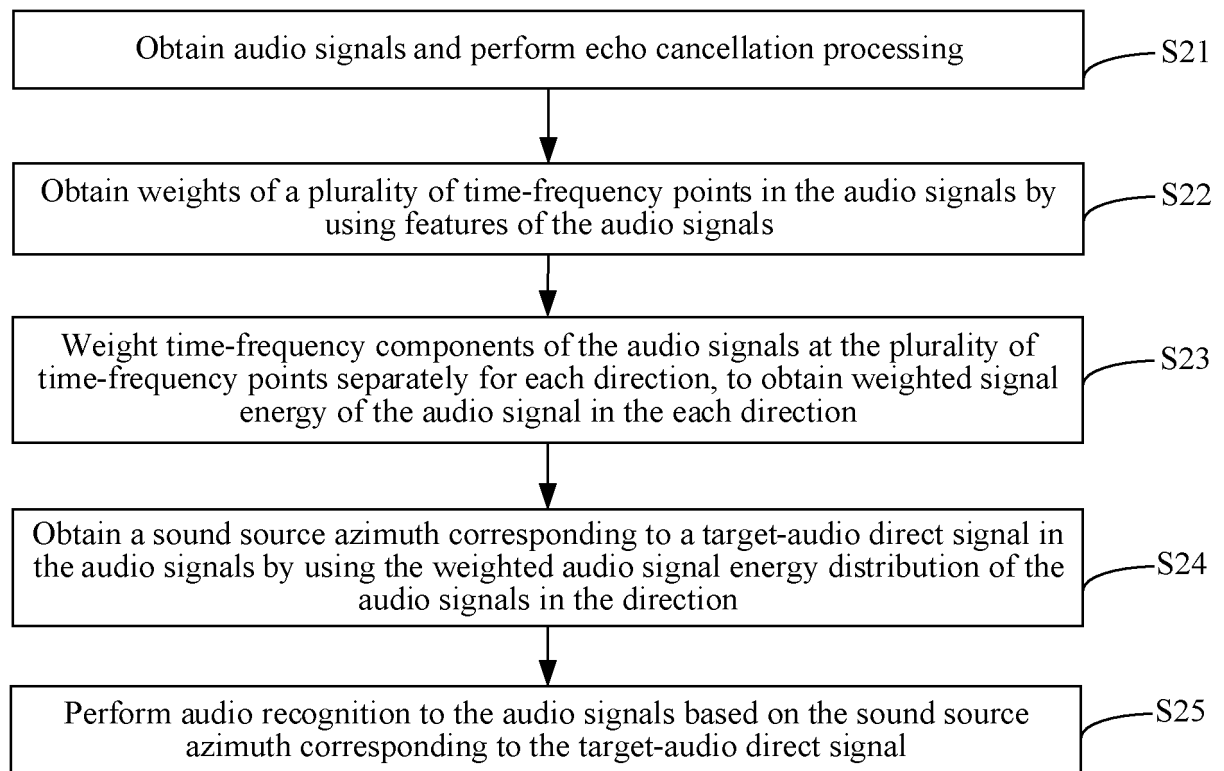 Obtain audio signals and perform echo cancellation processing
S21
Obtain weights of a plurality of time-frequency points in the audio signals by
using features of the audio signals
S22
Weight time-frequency components of the audio signals at the plurality of
time-frequency points separately for each direction, to obtain weighted signal
energy of the audio signal in the each direction
S23
Obtain a sound source azimuth corresponding to a target-audio direct signal in
the audio signals by using the weighted audio signal energy distribution of the
audio signals in the direction
S24
Perform audio recognition to the audio signals based on the sound source
azimuth corresponding to the target-audio direct signal
S25